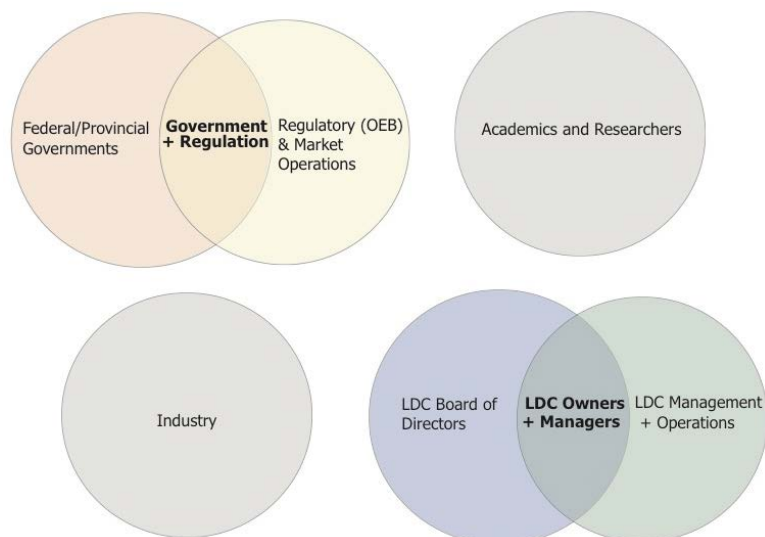 Federal/Provincial
Governments
Government
+ Regulation
Regulatory (OEB)
& Market
Operations
Academics and Researchers
Industry
LDC Board of
Directors
LDC Owners
+ Managers
LDC Management
+ Operations